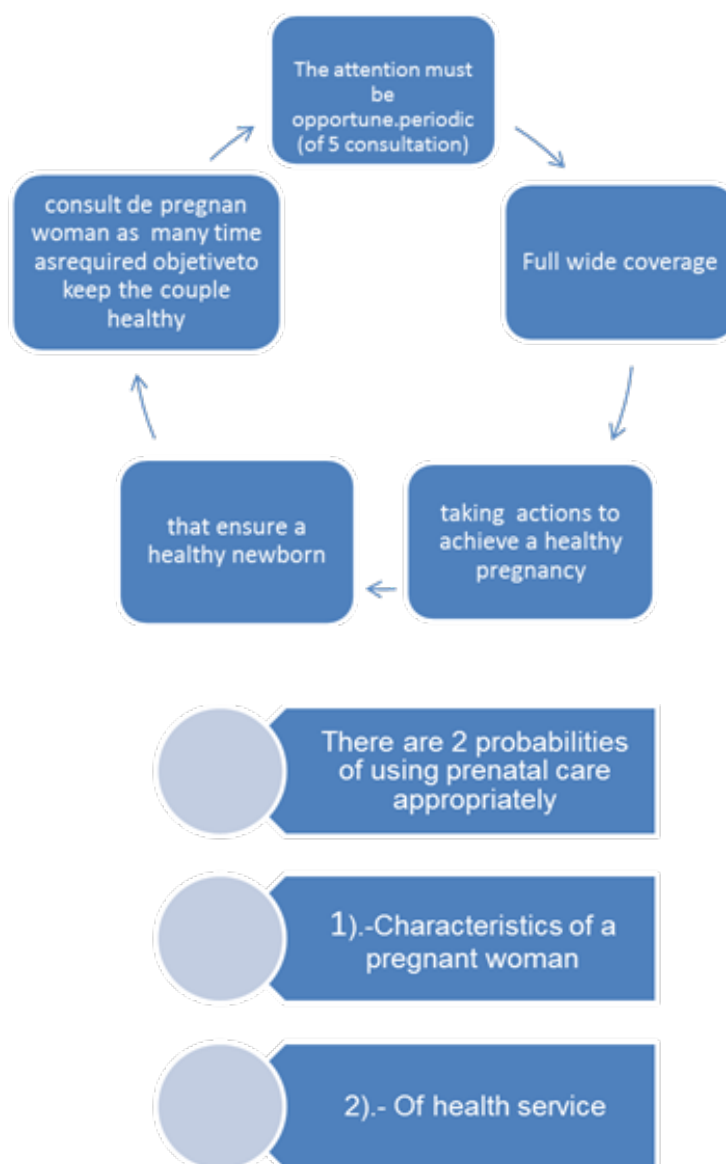 The attention must
be
opportune.periodic
(of 5 consultation)
Full wide coverage
taking actions to
achieve a healthy
pregnancy
that ensure a
healthy newborn
consult de pregnan
woman as many time
asrequired objetiveto
keep the couple
healthy
There are 2 probabilities
of using prenatal care
appropriately
1).-Characteristics of a
pregnant woman
2).- Of health service